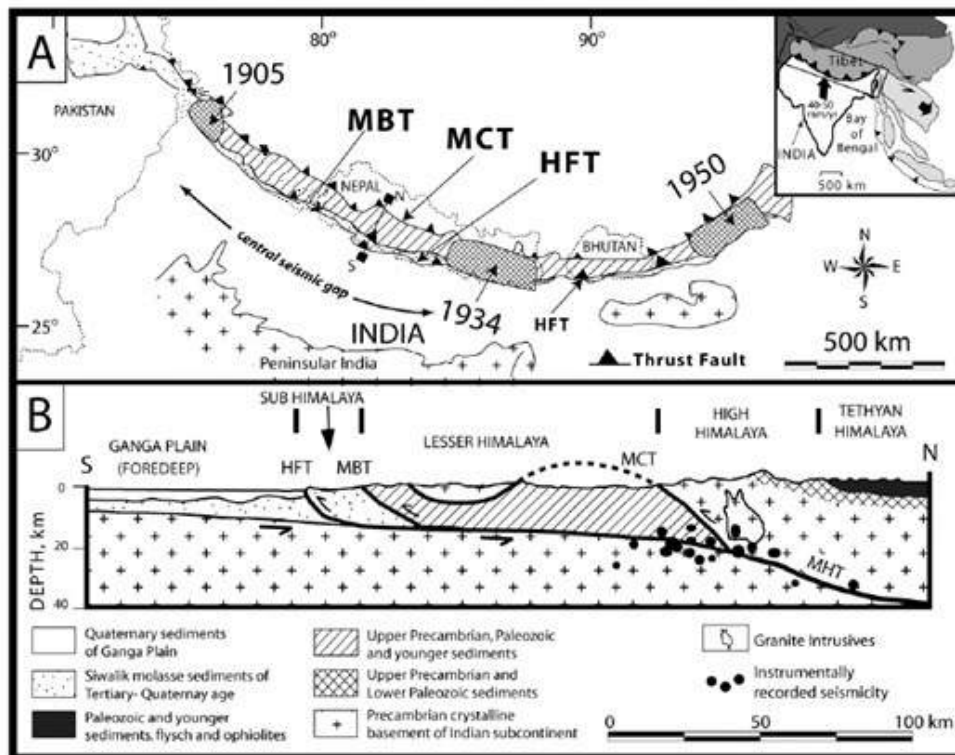 A
80°
90°
1905
PAKISTAN
30°
MBT
MCT
HFT
NEPAL
N
S
central seismic gap
1950
BHUTAN
1934
HFT
25°
INDIA
Peninsular India
Thrust Fault
N
W E
S
500 km
Tibet
40-50
mm/yr
Bay
of
Bengal
INDIA
500 km
B
SUB HIMALAYA
GANGA PLAIN
(FOREDEEP)
S
HFT
MBT
LESSER HIMALAYA
MCT
HIGH
HIMALAYA
TETHYAN
HIMALAYA
N
0
20
40
DEPTH, km
MHT
Quaternary sediments
of Ganga Plain
Siwalik molasse sediments of
Tertiary- Quaternay age
Paleozoic and younger
sediments, flysch and ophiolites
Upper Precambrian, Paleozoic
and younger sediments
Upper Precambrian and
Lower Paleozoic sediments
Precambrian crystalline
basement of Indian subcontinent
Granite Intrusives
Instrumentally
recorded seismicity
0 50 100 km